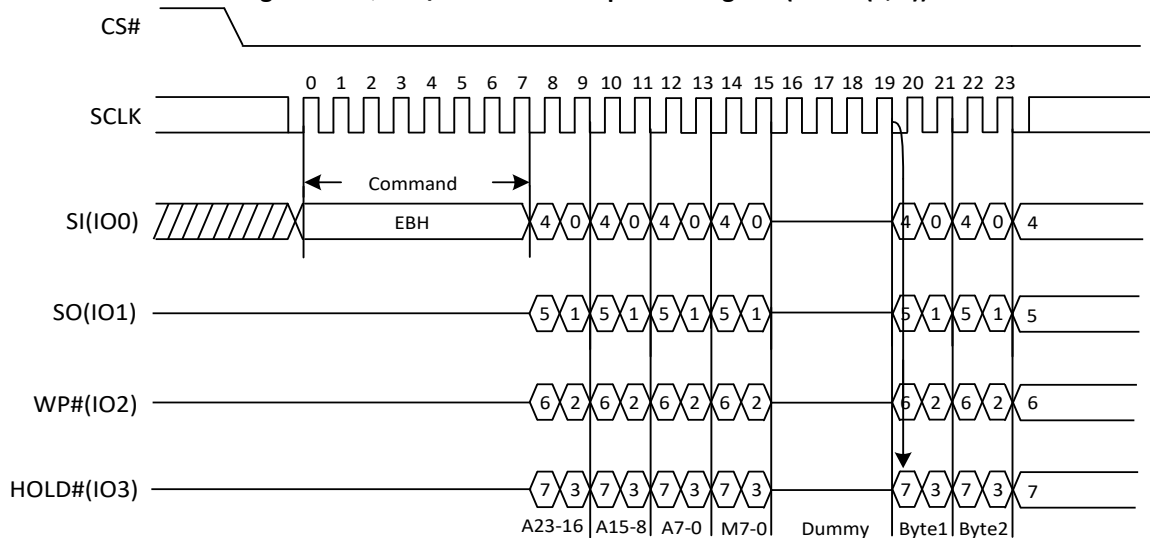 CS#
0 1 2 3 4 5 6 7 8 9 10 11 12 13 14 15 16 17 18 19 20 21 22 23
SCLK
Command
SI(IO0) EBH 4 0 4 0 4 0 4 0 4 0 4 0 4
SO(IO1) 5 1 5 1 5 1 5 1 5 1 5 1 5
WP#(IO2) 6 2 6 2 6 2 6 2 6 2 6 2 6
HOLD#(IO3) 7 3 7 3 7 3 7 3 7 3 7 3 7
A23-16 A15-8 A7-0 M7-0 Dummy Byte1 Byte2